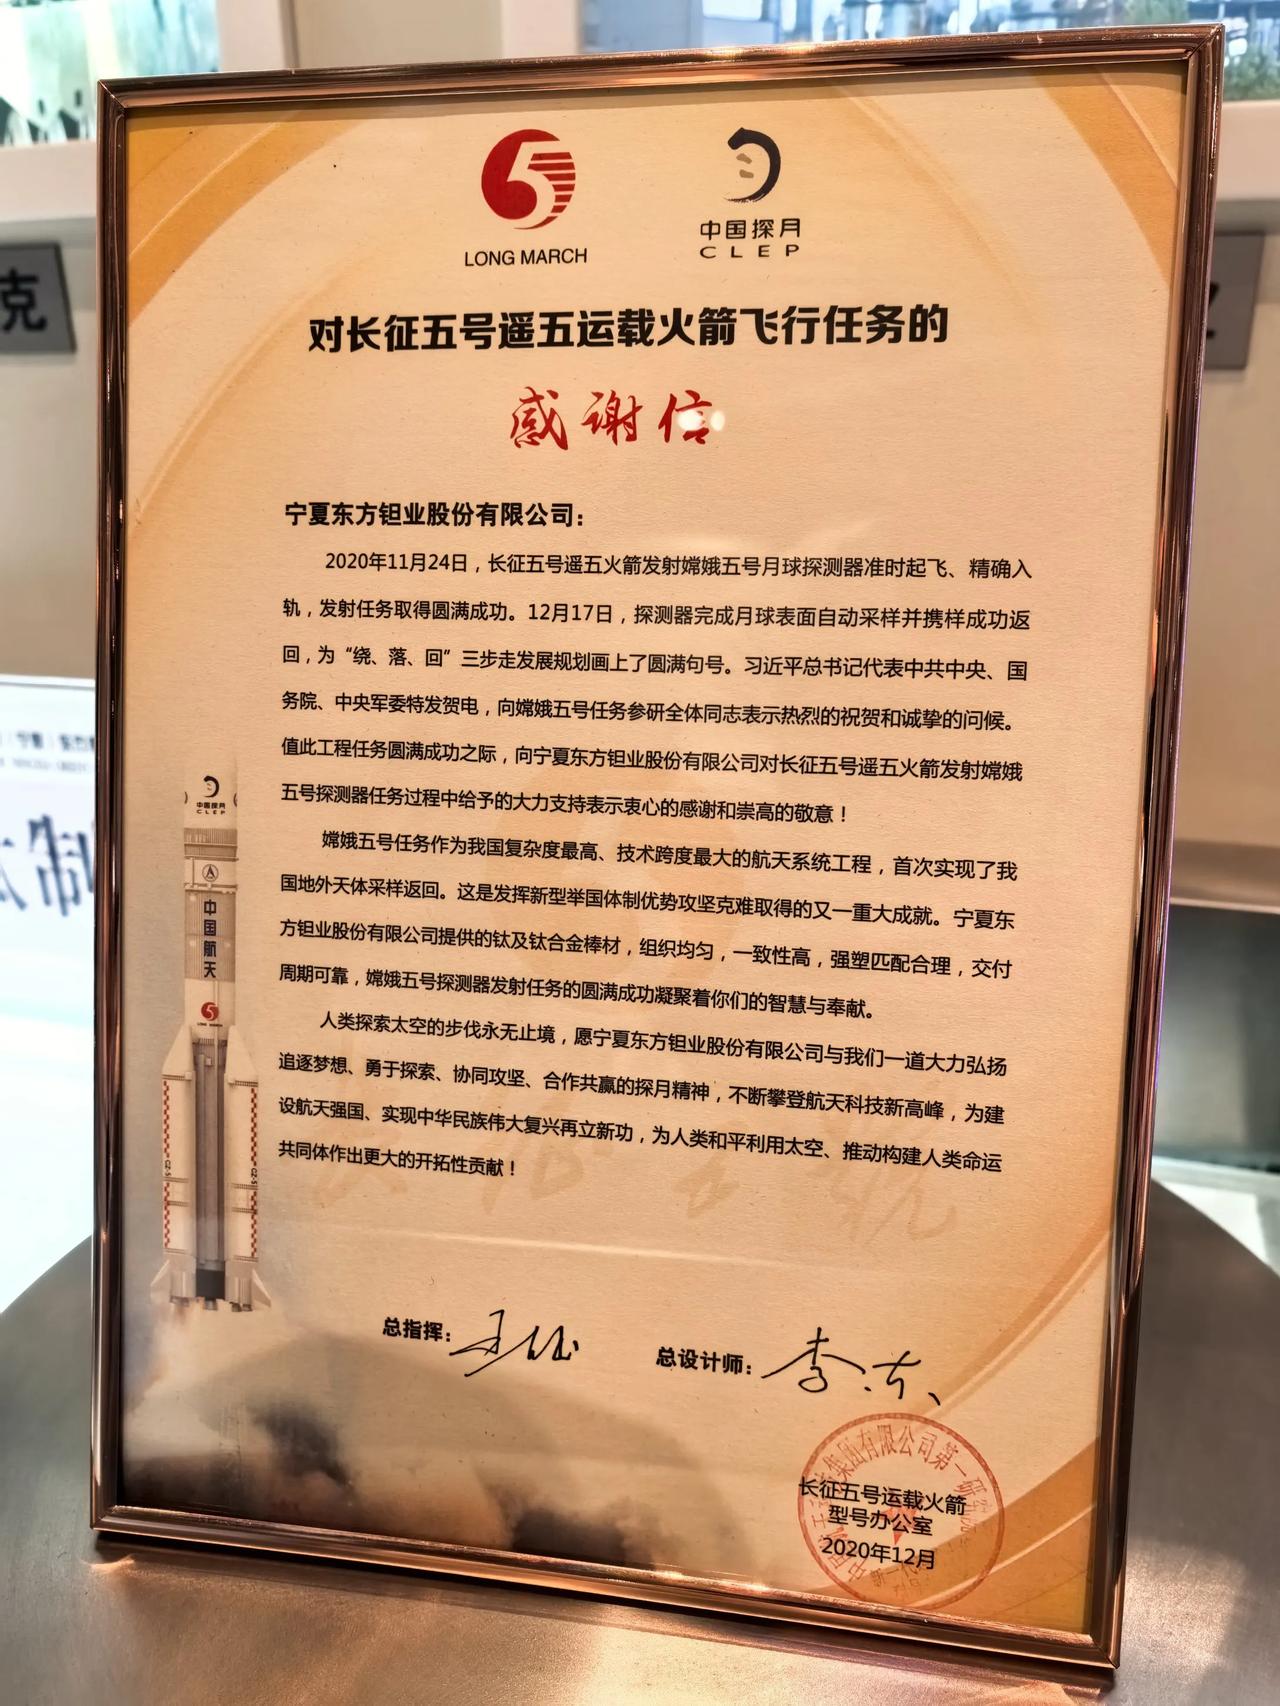 克
LONG MARCH
中国探月
CLEP
对长征五号遥五运载火箭飞行任务的
感谢信
宁夏东方钽业股份有限公司：
2020年11月24日，长征五号遥五火箭发射嫦娥五号月球探测器准时起飞、精确入
轨，发射任务取得圆满成功。12月17日，探测器完成月球表面自动采样并携样成功返
回，为“绕、落、回”三步走发展规划画上了圆满句号。习近平总书记代表中共中央、国
务院、中央军委特发贺电，向嫦娥五号任务参研全体同志表示热烈的祝贺和诚挚的问候。
值此工程任务圆满成功之际，向宁夏东方钽业股份有限公司对长征五号遥五火箭发射嫦娥
五号探测器任务过程中给予的大力支持表示衷心的感谢和崇高的敬意！
嫦娥五号任务作为我国复杂度最高、技术跨度最大的航天系统工程，首次实现了我
国地外天体采样返回。这是发挥新型举国体制优势攻坚克难取得的又一重大成就。宁夏东
方钽业股份有限公司提供的钛及钛合金棒材，组织均匀，一致性高，强塑匹配合理，交付
周期可靠，嫦娥五号探测器发射任务的圆满成功凝聚着你们的智慧与奉献。
人类探索太空的步伐永无止境，愿宁夏东方钽业股份有限公司与我们一道大力弘扬
追逐梦想、勇于探索、协同攻坚、合作共赢的探月精神，不断攀登航天科技新高峰，为建
设航天强国、实现中华民族伟大复兴再立新功，为人类和平利用太空、推动构建人类命运
共同体作出更大的开拓性贡献！
中国探月
CLEP
中国航天
5
LONG MARCH
CZ-5
CZ-5
总指挥：
总设计师：李东
集团有限公司第一研究
长征五号运载火箭
型号办公室
2020年12月